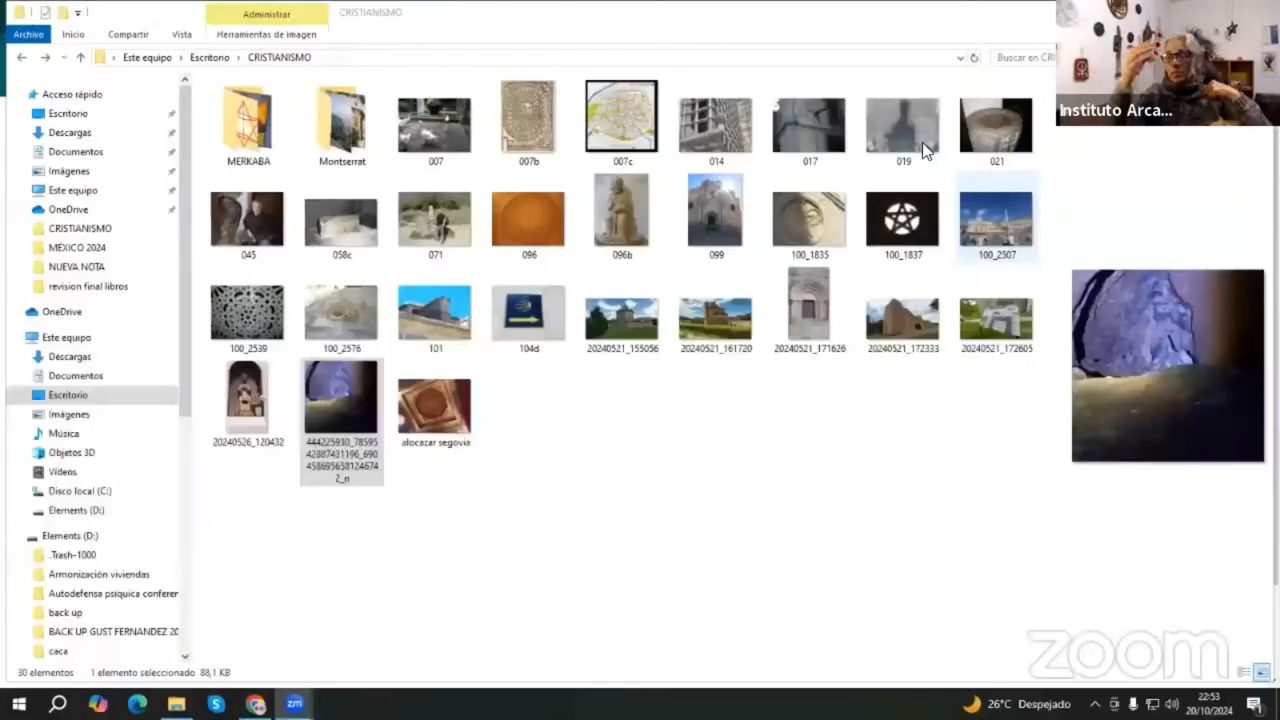 Administrar
CRISTIANISMO
Archivo Inicio Compartir Vista Herramientas de imagen
Este equipo › Escritorio › CRISTIANISMO
Buscar en CRI
Instituto Arca...
Acceso rápido
Escritorio
Descargas
Documentos
Imágenes
Este equipo
OneDrive
CRISTIANISMO
MÉXICO 2024
NUEVA NOTA
revision final libros
OneDrive
Este equipo
Descargas
Documentos
Escritorio
Imágenes
Música
Objetos 3D
Vídeos
Disco local (C:)
Elements (D:)
Elements (D:)
.Trash-1000
Armonización viviendas
Autodefensa psiquica conferer
back up
BACK UP GUST FERNANDEZ 20
caca
MERKABA Montserrat 007 007b 007c 014 017 019 021
045 058c 071 096 096b 099 100_1835 100_1837 100_2507
100_2539 100_2576 101 104d 20240521_155056 20240521_161720 20240521_171626 20240521_172333 20240521_172605
20240526_120432 444225930_78595 alocazar segovia
42887431196_690
458695658124674
2_n
zoom
30 elementos 1 elemento seleccionado 88,1 KB
26°C Despejado
22:53
20/10/2024